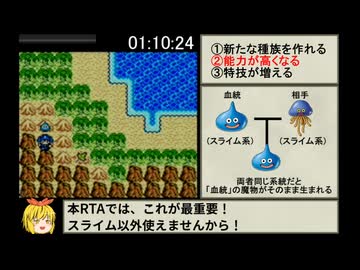 01:10:24
①新たな種族を作れる
②能力が高くなる
③特技が増える
血統
相手
(スライム系)
(スライム系)
両者同じ系統だと
「血統」の魔物がそのまま生まれる
本RTAでは、これが最重要！
スライム以外使えませんから！